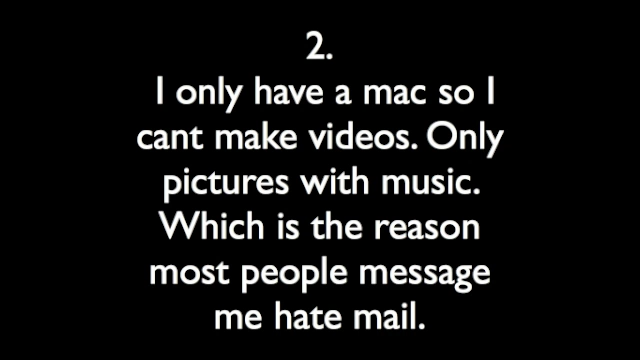 2.
I only have a mac so I
cant make videos. Only
pictures with music.
Which is the reason
most people message
me hate mail.